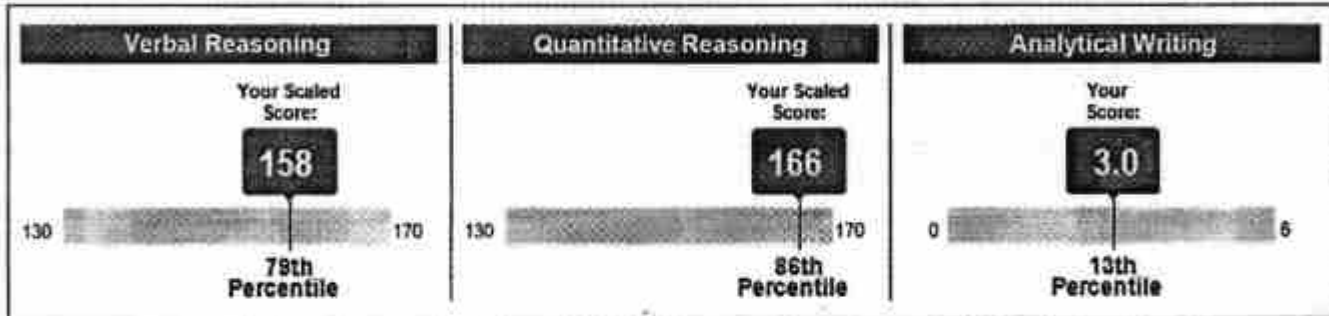 Verbal Reasoning
Your Scaled
Score:
158
130
170
79th
Percentile
Quantitative Reasoning
Your Scaled
Score:
166
130
170
86th
Percentile
Analytical Writing
Your
Score:
3.0
0
6
13th
Percentile